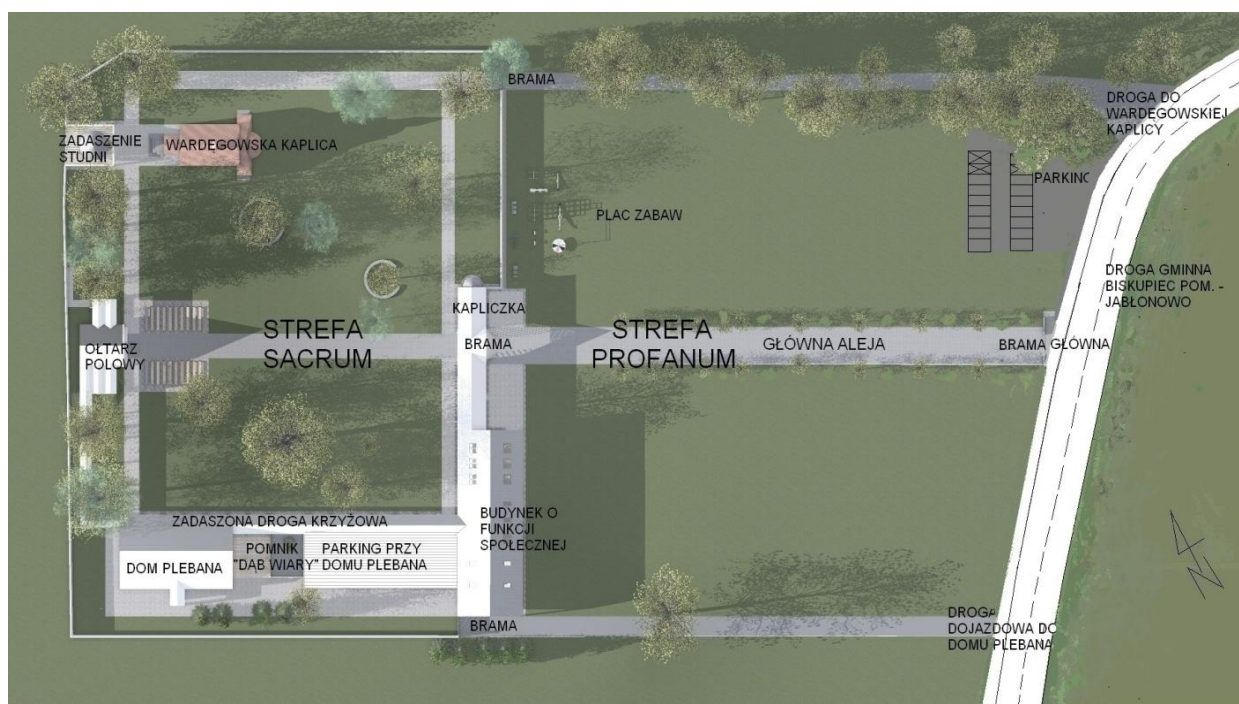 BRAMA
DROGA DO
WARDĘGOWSKIEJ
KAPLICY
ZADASZENIE
STUDNI
WARDĘGOWSKA KAPLICA
PARKING
PLAC ZABAW
DROGA GMINNA
BISKUPIEC POM. -
JABŁONOWO
KAPLICZKA
STREFA
SACRUM
BRAMA
STREFA
PROFANUM
GŁÓWNA ALEJA
BRAMA GŁÓWNA
OŁTARZ
POLOWY
ZADASZONA DROGA KRZYŻOWA
BUDYNEK O
FUNKCJI
SPOŁECZNEJ
DOM PLEBANA
POMNIK
"DĄB WIARY"
PARKING PRZY
DOMU PLEBANA
BRAMA
DROGA
DOJAZDOWA DO
DOMU PLEBANA